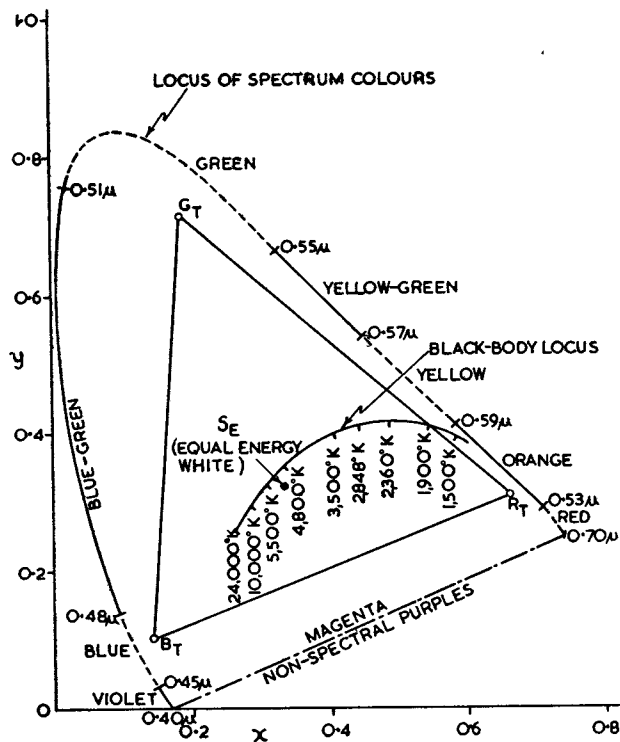 1·0
LOCUS OF SPECTRUM COLOURS
0·8
GREEN
0·51μ
G_T
0·55μ
0·6
YELLOW-GREEN
0·57μ
y
BLACK-BODY LOCUS
YELLOW
S_E
(EQUAL ENERGY
WHITE)
0·59μ
0·4
BLUE-GREEN
ORANGE
24,000°K
10,000°K
5,500°K
4,800°K
3,500°K
2,848°K
2,360°K
1,900°K
1,500°K
R_T
0·53μ
RED
0·70μ
0·2
0·48μ
B_T
BLUE
MAGENTA
NON-SPECTRAL PURPLES
0·45μ
VIOLET
0
0·40μ
0·2
x
0·4
0·6
0·8